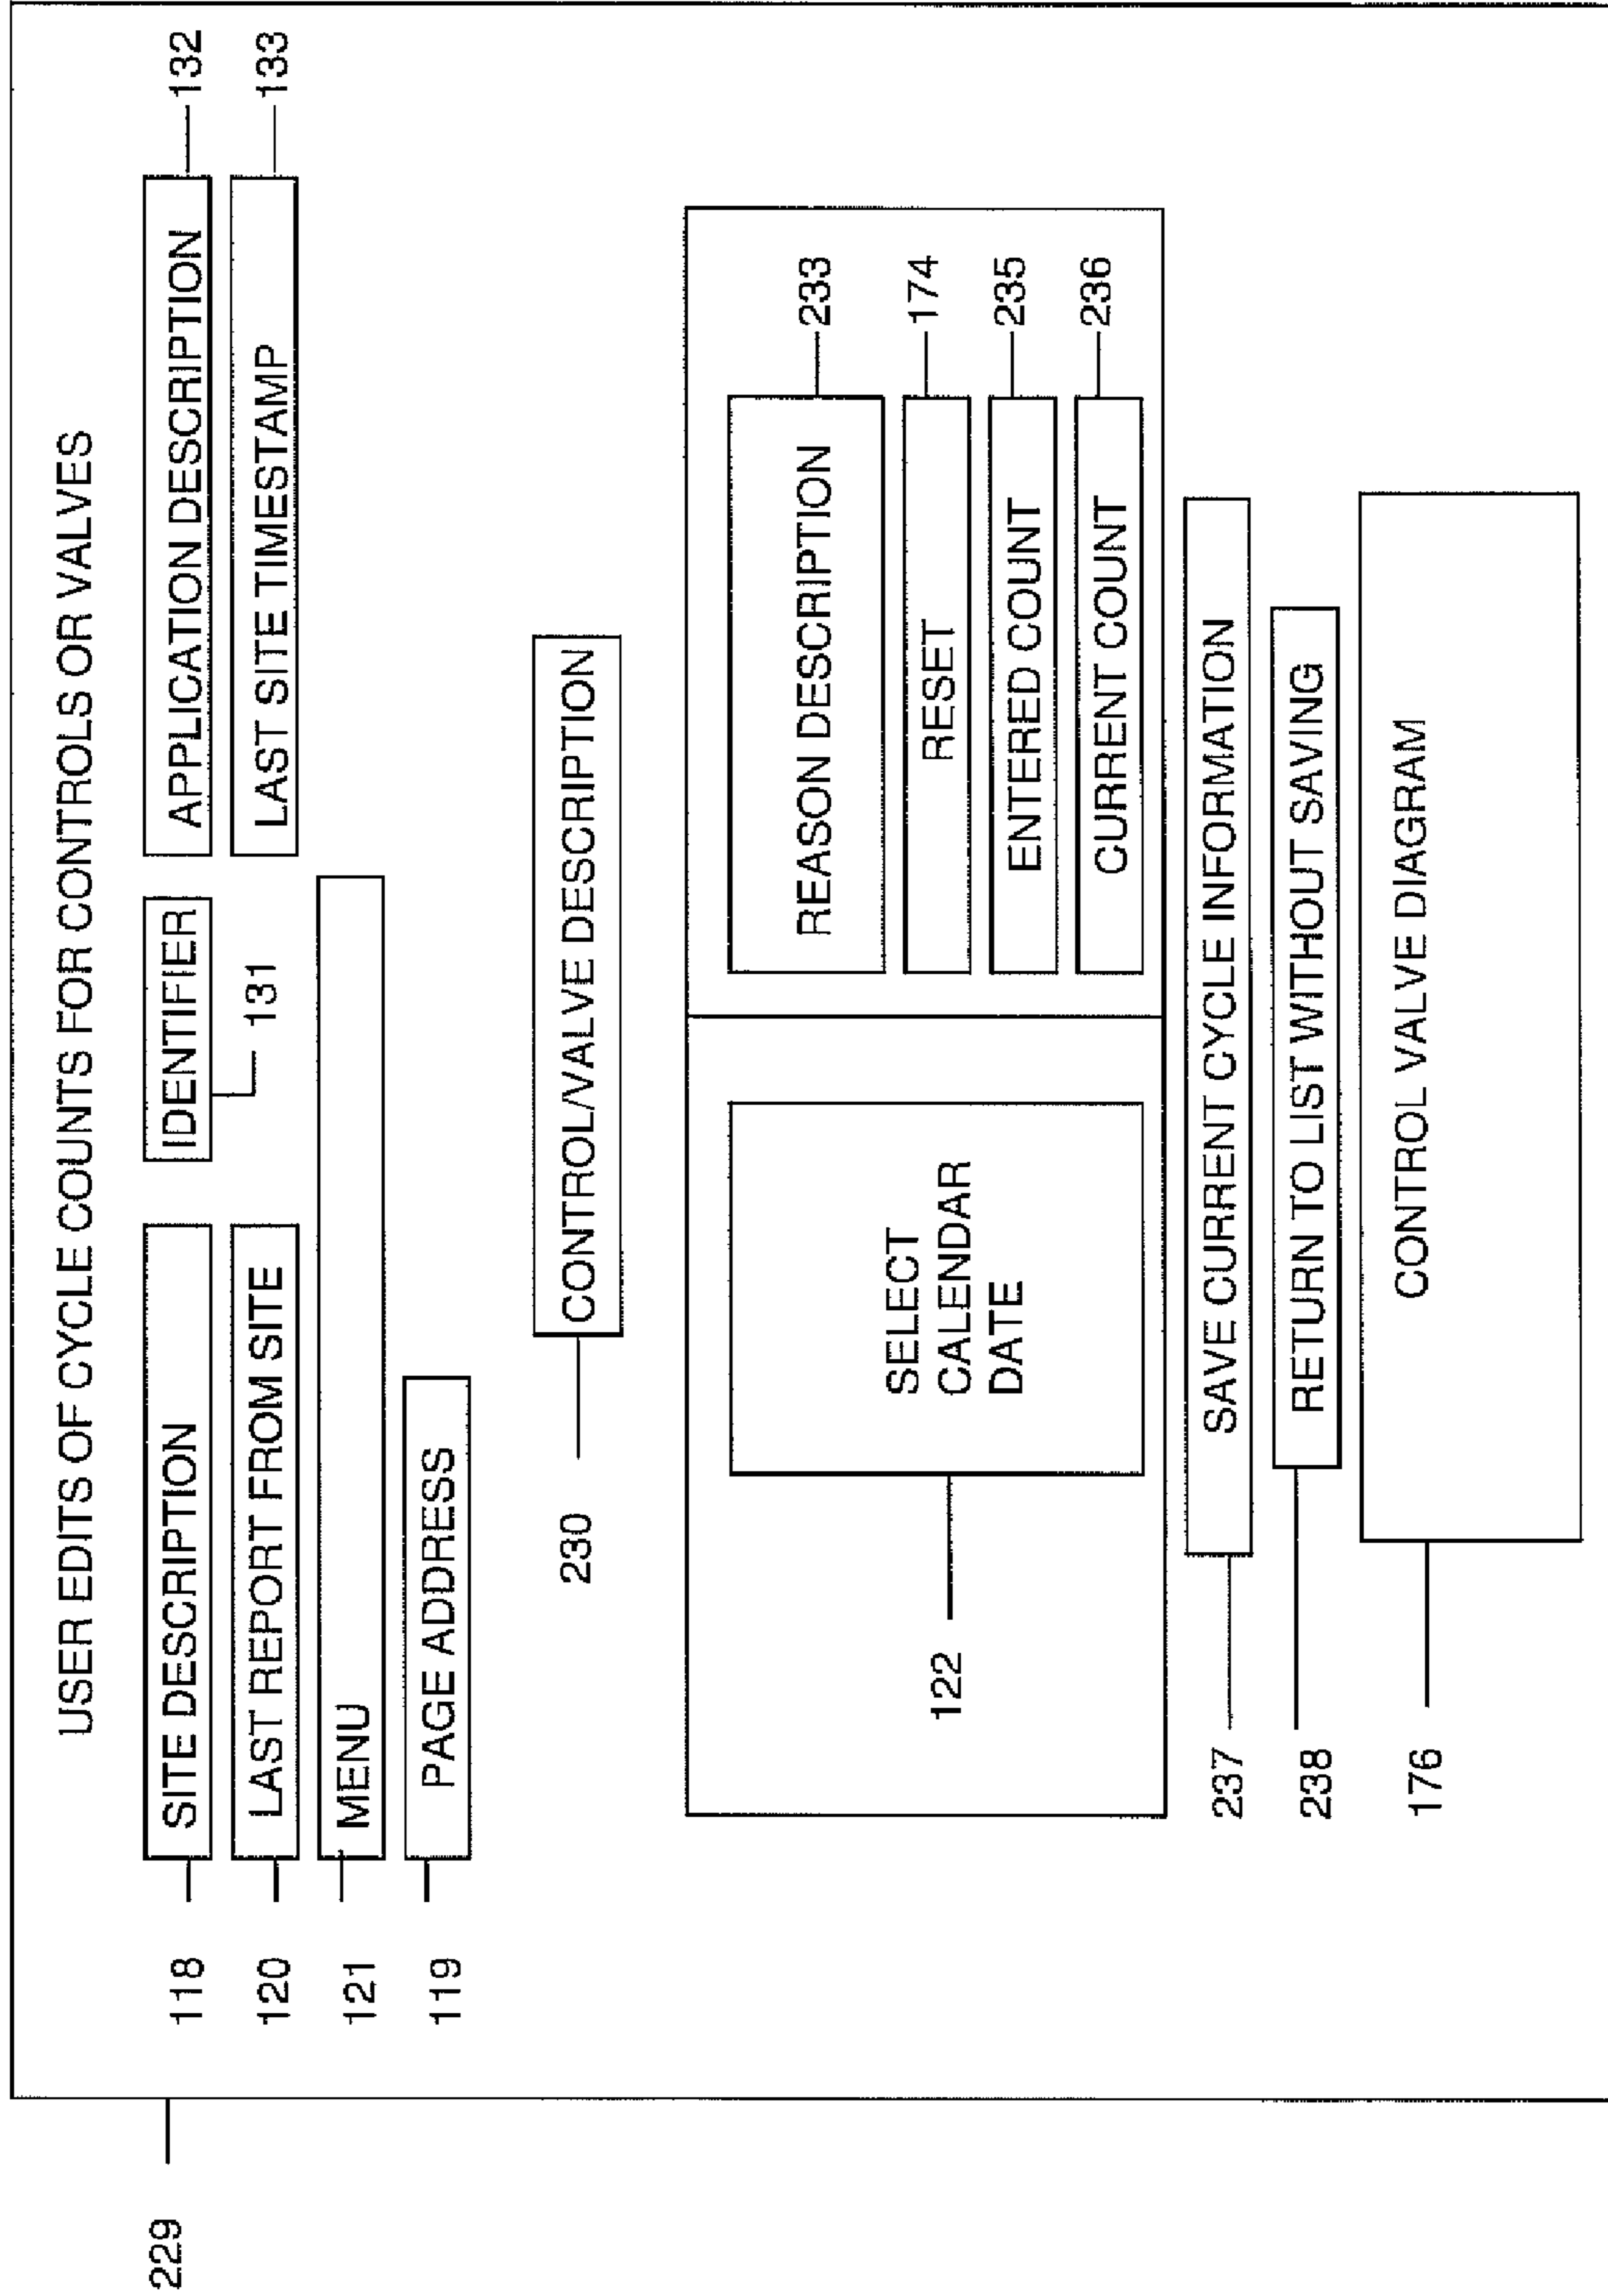 USER EDITS OF CYCLE COUNTS FOR CONTROLS OR VALVES
229
118 SITE DESCRIPTION IDENTIFIER APPLICATION DESCRIPTION 132
131
120 LAST REPORT FROM SITE LAST SITE TIMESTAMP 133
121 MENU
119 PAGE ADDRESS
230 CONTROL/VALVE DESCRIPTION
122 SELECT
CALENDAR
DATE
REASON DESCRIPTION 233
RESET 174
ENTERED COUNT 235
CURRENT COUNT 236
237 SAVE CURRENT CYCLE INFORMATION
238 RETURN TO LIST WITHOUT SAVING
176 CONTROL VALVE DIAGRAM